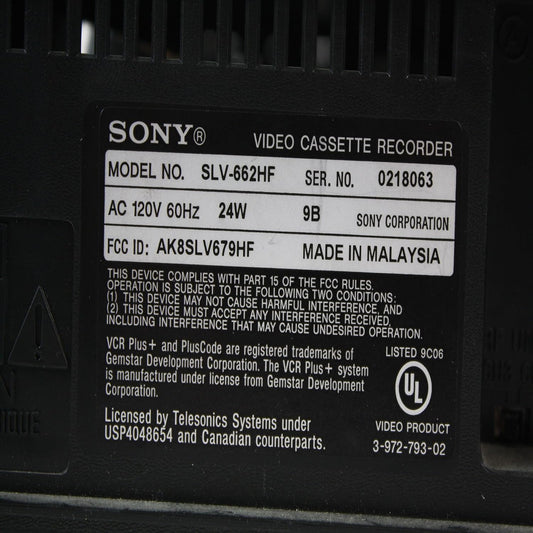 SONY®
VIDEO CASSETTE RECORDER
MODEL NO. SLV-662HF SER. NO. 0218063
AC 120V 60Hz 24W 9B SONY CORPORATION
FCC ID: AK8SLV679HF MADE IN MALAYSIA
THIS DEVICE COMPLIES WITH PART 15 OF THE FCC RULES.
OPERATION IS SUBJECT TO THE FOLLOWING TWO CONDITIONS:
(1) THIS DEVICE MAY NOT CAUSE HARMFUL INTERFERENCE, AND
(2) THIS DEVICE MUST ACCEPT ANY INTERFERENCE RECEIVED,
INCLUDING INTERFERENCE THAT MAY CAUSE UNDESIRED OPERATION.
VCR Plus+ and PlusCode are registered trademarks of
Gemstar Development Corporation. The VCR Plus+ system
is manufactured under license from Gemstar Development
Corporation.
Licensed by Telesonics Systems under
USP4048654 and Canadian counterparts.
LISTED 9C06
UL
®
VIDEO PRODUCT
3-972-793-02